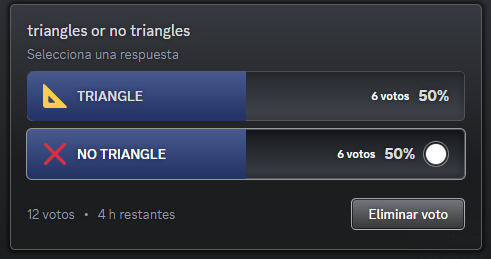 triangles or no triangles
Selecciona una respuesta
TRIANGLE 6 votos 50%
NO TRIANGLE 6 votos 50%
12 votos • 4 h restantes Eliminar voto